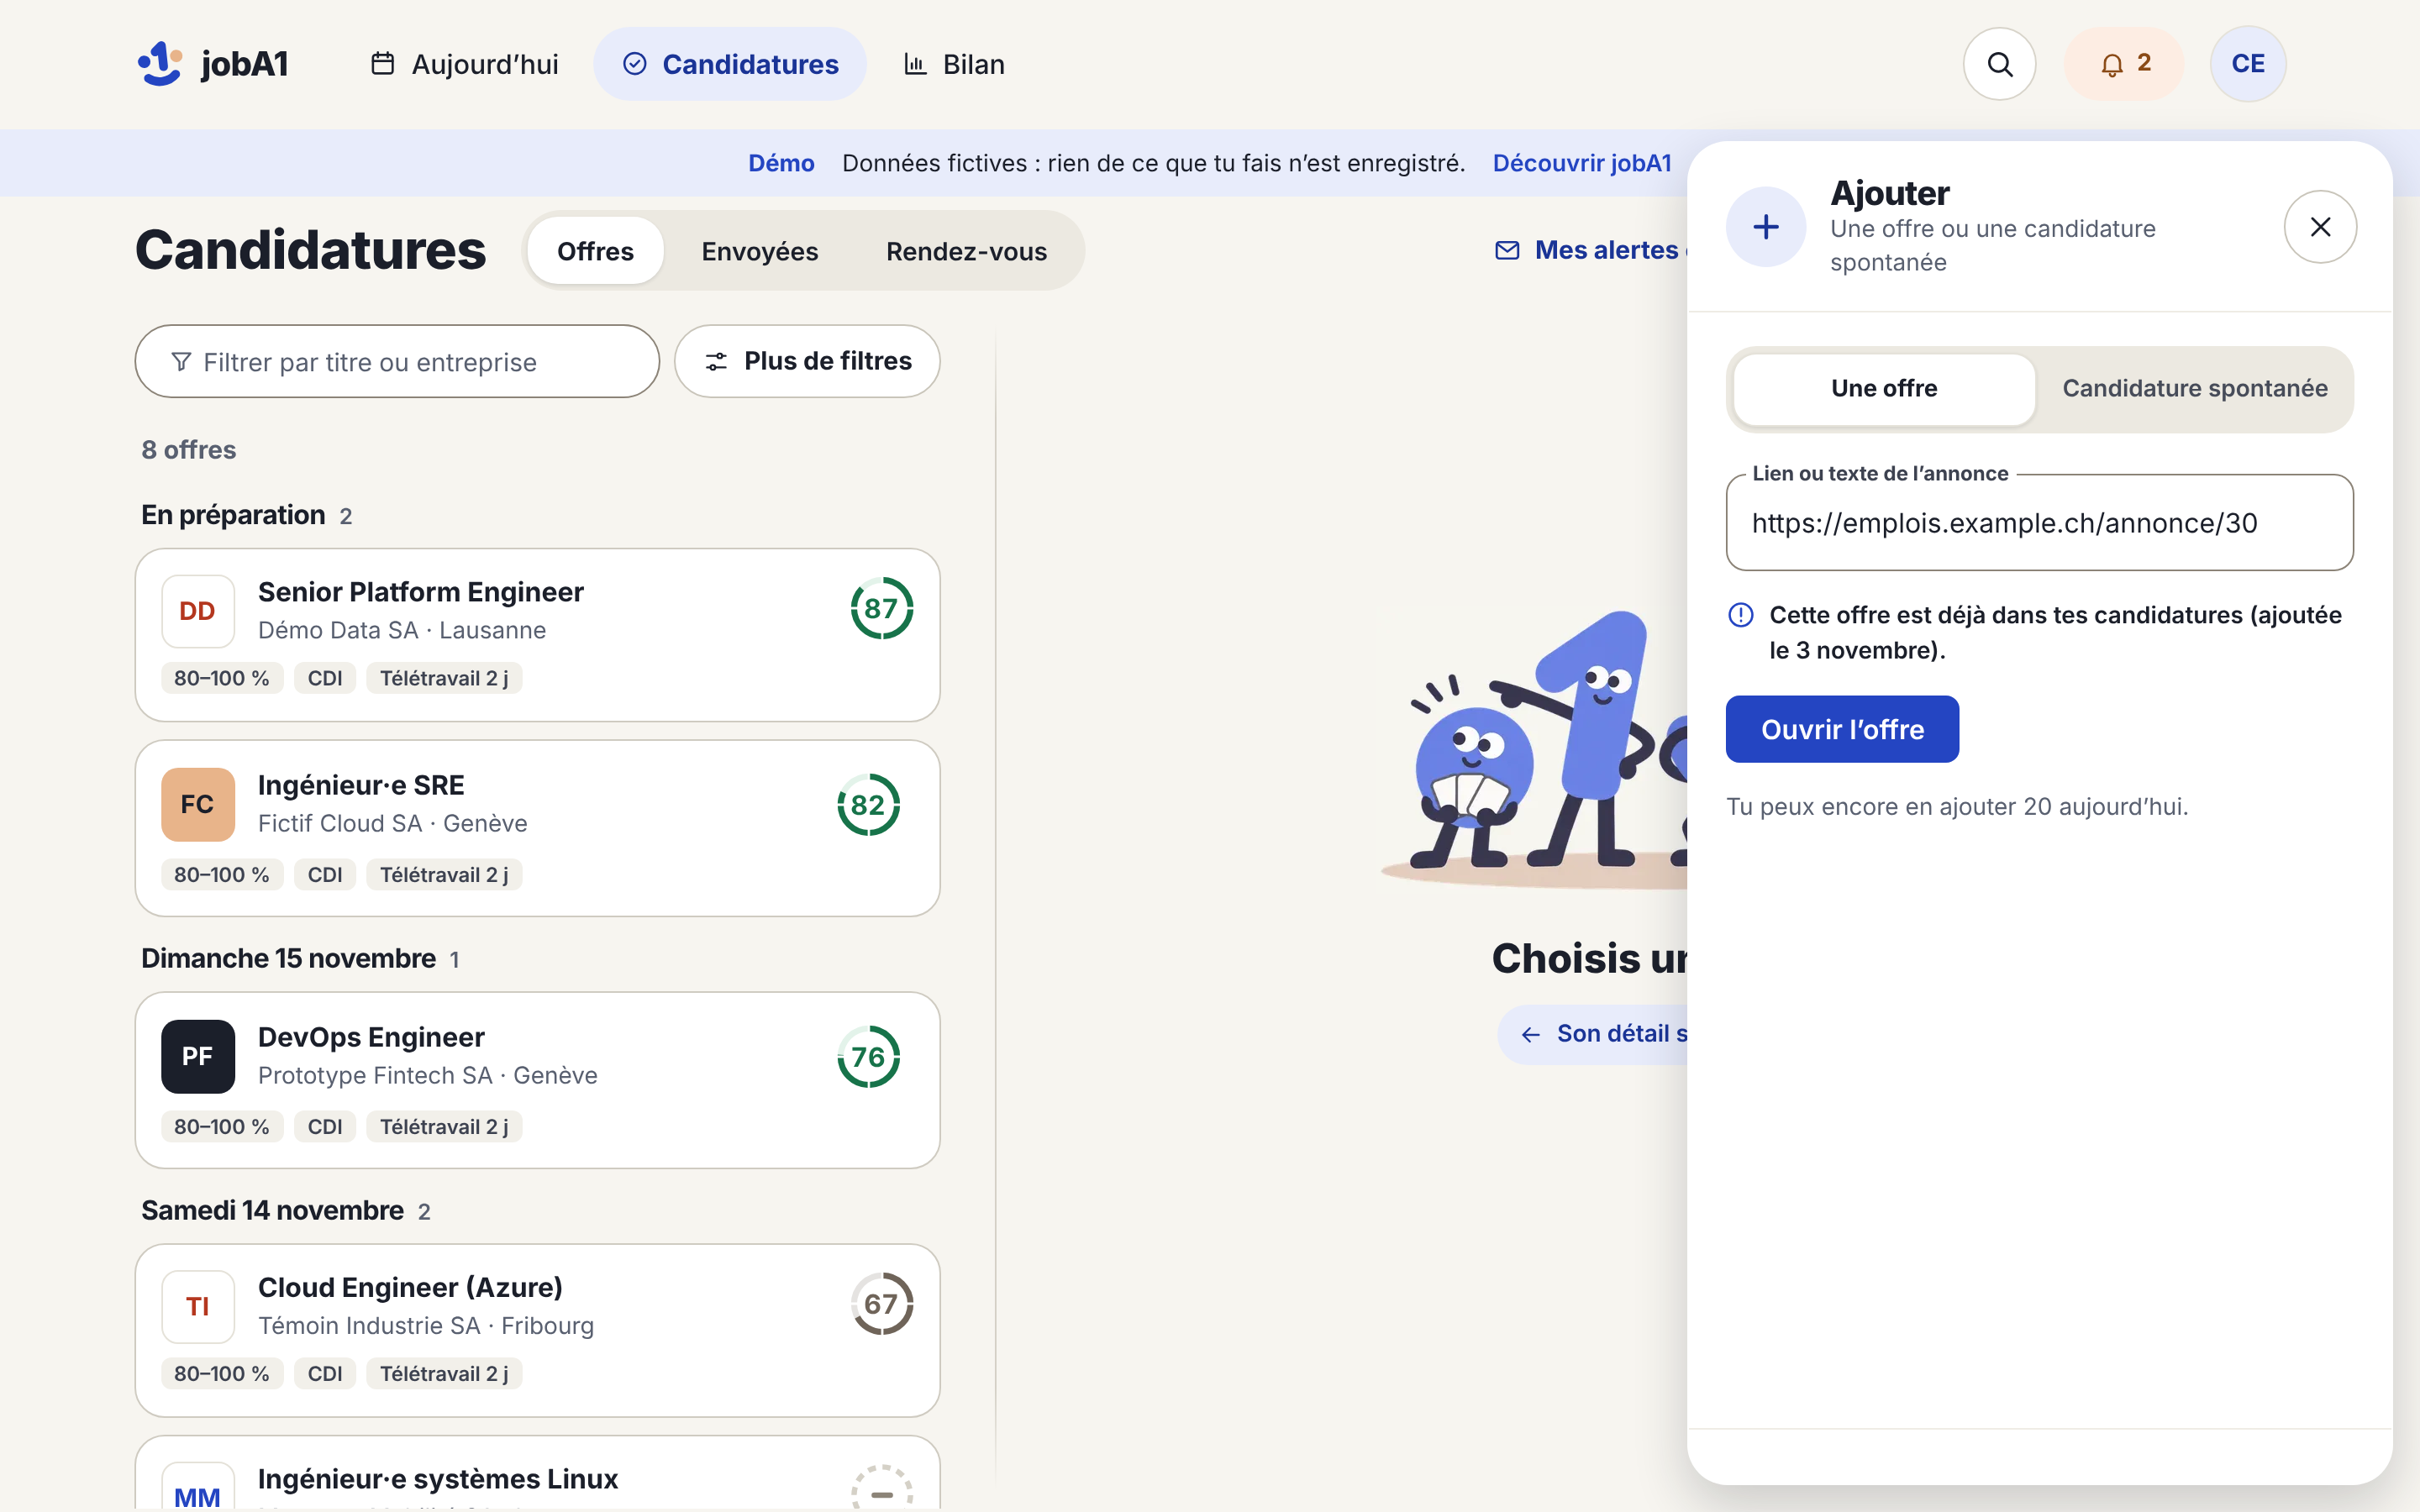 jobA1
Aujourd’hui
Candidatures
Bilan
2
CE
Démo Données fictives : rien de ce que tu fais n’est enregistré. Découvrir jobA1
Candidatures
Offres
Envoyées
Rendez-vous
Mes alertes
Filtrer par titre ou entreprise
Plus de filtres
8 offres
En préparation 2
DD
Senior Platform Engineer
Démo Data SA · Lausanne
87
80–100 % CDI Télétravail 2 j
FC
Ingénieur·e SRE
Fictif Cloud SA · Genève
82
80–100 % CDI Télétravail 2 j
Dimanche 15 novembre 1
PF
DevOps Engineer
Prototype Fintech SA · Genève
76
80–100 % CDI Télétravail 2 j
Samedi 14 novembre 2
TI
Cloud Engineer (Azure)
Témoin Industrie SA · Fribourg
67
80–100 % CDI Télétravail 2 j
MM
Ingénieur·e systèmes Linux
Choisis
Son détail
Ajouter
Une offre ou une candidature
spontanée
Une offre
Candidature spontanée
Lien ou texte de l’annonce
https://emplois.example.ch/annonce/30
Cette offre est déjà dans tes candidatures (ajoutée
le 3 novembre).
Ouvrir l’offre
Tu peux encore en ajouter 20 aujourd’hui.